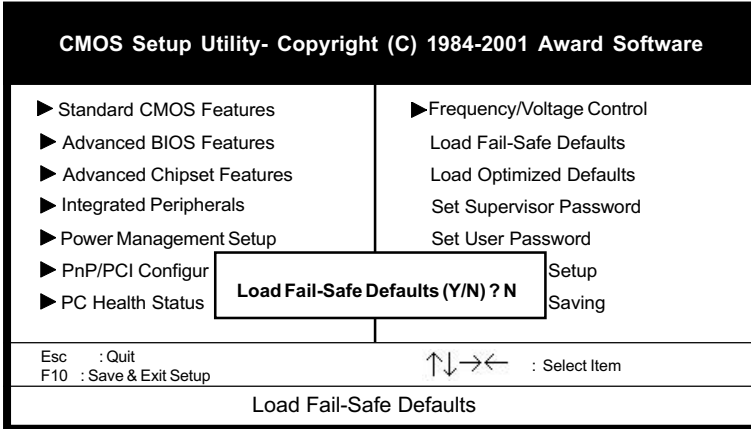 CMOS Setup Utility- Copyright (C) 1984-2001 Award Software
▶ Standard CMOS Features
▶ Advanced BIOS Features
▶ Advanced Chipset Features
▶ Integrated Peripherals
▶ Power Management Setup
▶ PnP/PCI Configur
▶ PC Health Status
▶Frequency/Voltage Control
Load Fail-Safe Defaults
Load Optimized Defaults
Set Supervisor Password
Set User Password
Setup
Saving
Load Fail-Safe Defaults (Y/N) ? N
Esc : Quit
F10 : Save & Exit Setup
↑↓→← : Select Item
Load Fail-Safe Defaults